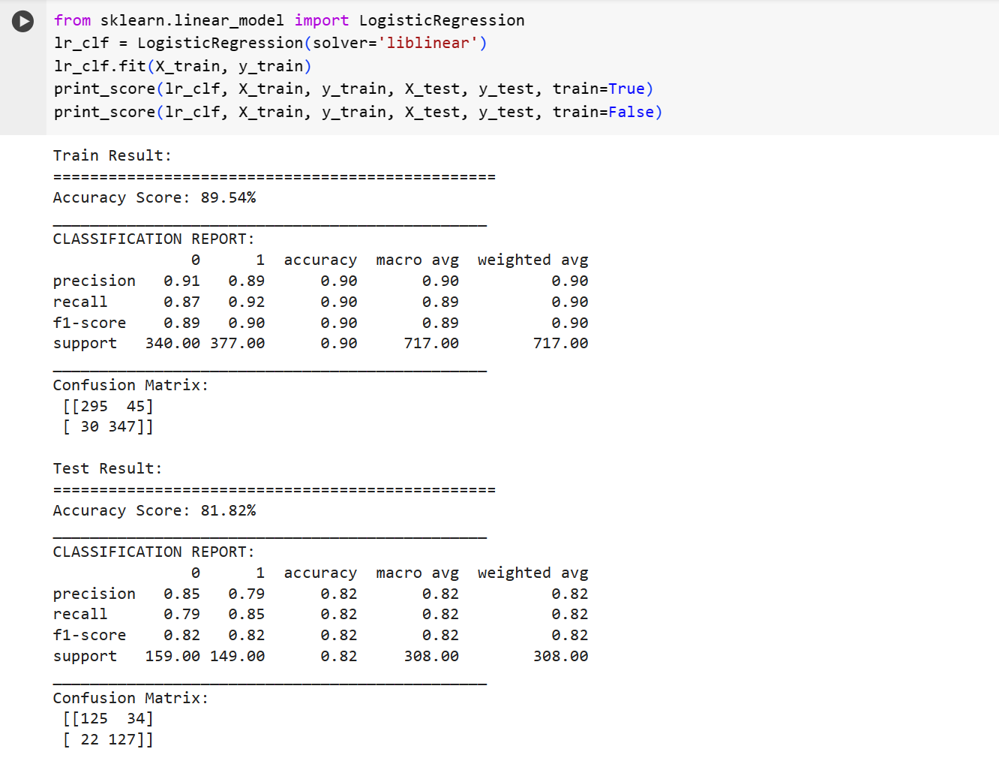 from sklearn.linear_model import LogisticRegression
lr_clf = LogisticRegression(solver='liblinear')
lr_clf.fit(X_train, y_train)
print_score(lr_clf, X_train, y_train, X_test, y_test, train=True)
print_score(lr_clf, X_train, y_train, X_test, y_test, train=False)
Train Result:
================================================
Accuracy Score: 89.54%
_______________________________________________
CLASSIFICATION REPORT:
               0      1  accuracy  macro avg  weighted avg
precision   0.91   0.89      0.90       0.90          0.90
recall      0.87   0.92      0.90       0.89          0.90
f1-score    0.89   0.90      0.90       0.89          0.90
support   340.00 377.00      0.90     717.00        717.00
_______________________________________________
Confusion Matrix:
 [[295  45]
 [ 30 347]]
Test Result:
================================================
Accuracy Score: 81.82%
_______________________________________________
CLASSIFICATION REPORT:
               0      1  accuracy  macro avg  weighted avg
precision   0.85   0.79      0.82       0.82          0.82
recall      0.79   0.85      0.82       0.82          0.82
f1-score    0.82   0.82      0.82       0.82          0.82
support   159.00 149.00      0.82     308.00        308.00
_______________________________________________
Confusion Matrix:
 [[125  34]
 [ 22 127]]